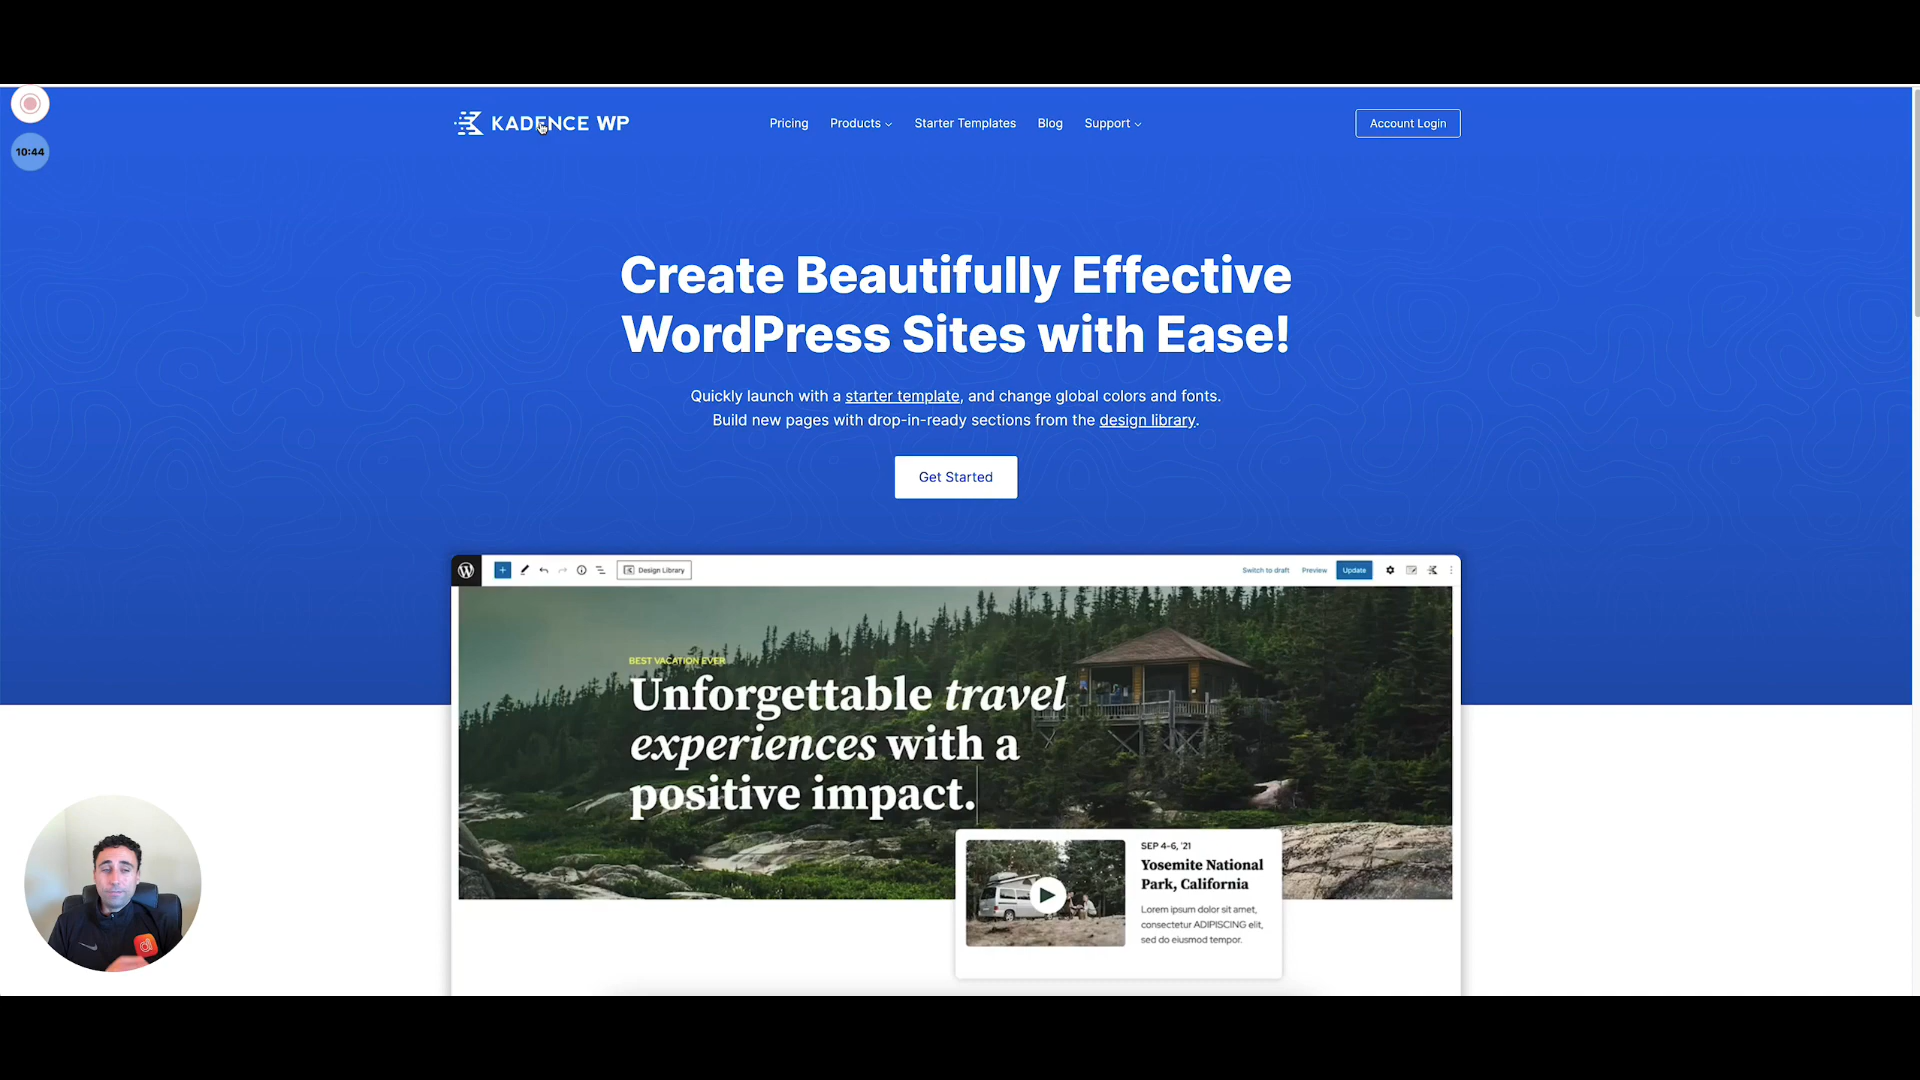 KADENCE WP
Pricing
Products
Starter Templates
Blog
Support
Account Login
10:44
Create Beautifully Effective
WordPress Sites with Ease!
Quickly launch with a starter template, and change global colors and fonts.
Build new pages with drop-in-ready sections from the design library.
Get Started
Design Library
Switch to draft
Preview
Update
BEST VACATION EVER
Unforgettable travel
experiences with a
positive impact.
SEP 4-6, '21
Yosemite National
Park, California
Lorem ipsum dolor sit amet,
consectetur ADIPISCING elit,
sed do eiusmod tempor.